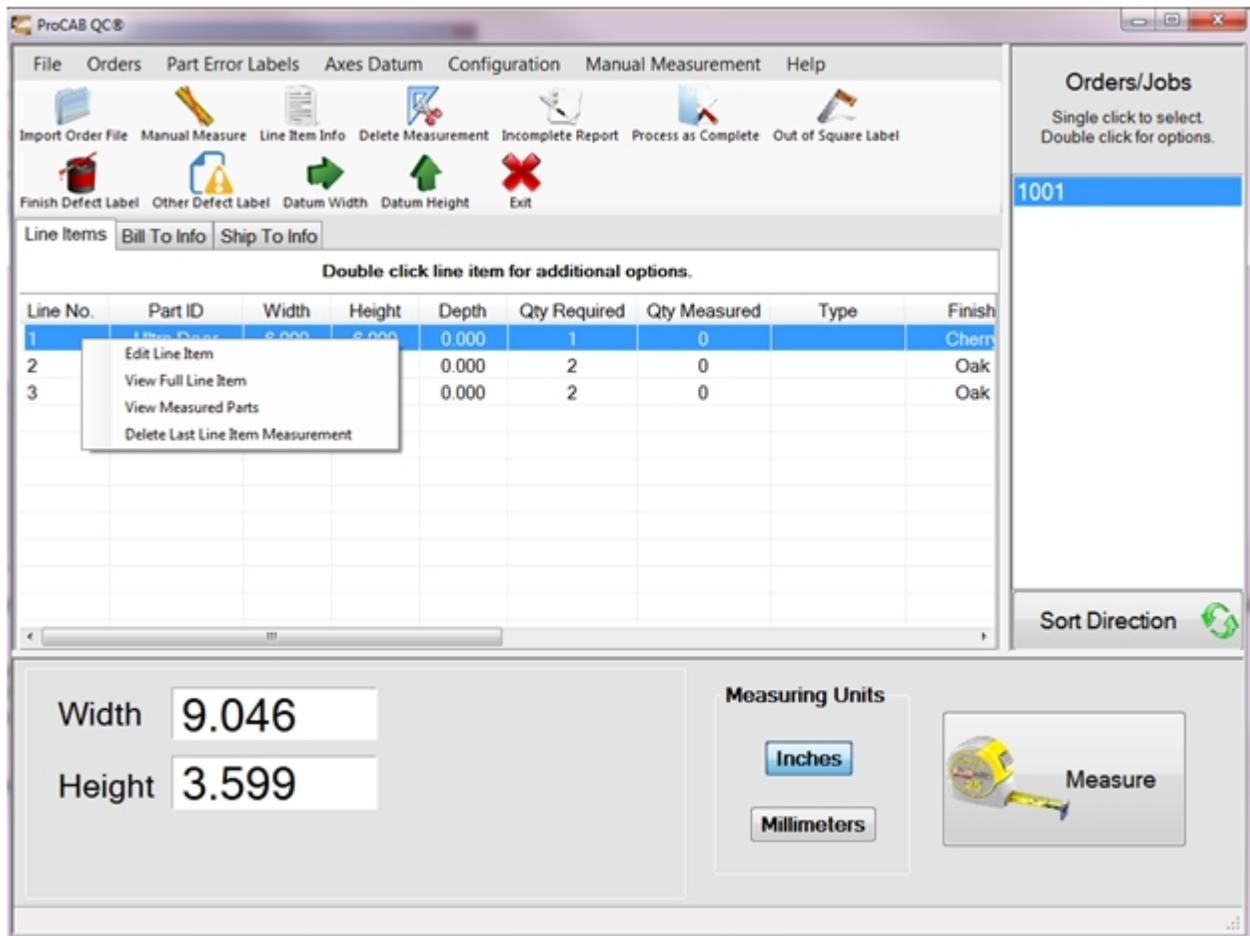 ProCAB QC®
File Orders Part Error Labels Axes Datum Configuration Manual Measurement Help
Import Order File Manual Measure Line Item Info Delete Measurement Incomplete Report Process as Complete Out of Square Label
Finish Defect Label Other Defect Label Datum Width Datum Height Exit
Line Items Bill To Info Ship To Info
Double click line item for additional options.
Line No. Part ID Width Height Depth Qty Required Qty Measured Type Finish
1 Ultra Door 6.000 6.000 0.000 1 0 Cherry
2 0.000 2 0 Oak
3 0.000 2 0 Oak
Edit Line Item
View Full Line Item
View Measured Parts
Delete Last Line Item Measurement
Orders/Jobs
Single click to select.
Double click for options.
1001
Sort Direction
Width 9.046
Height 3.599
Measuring Units
Inches
Millimeters
Measure